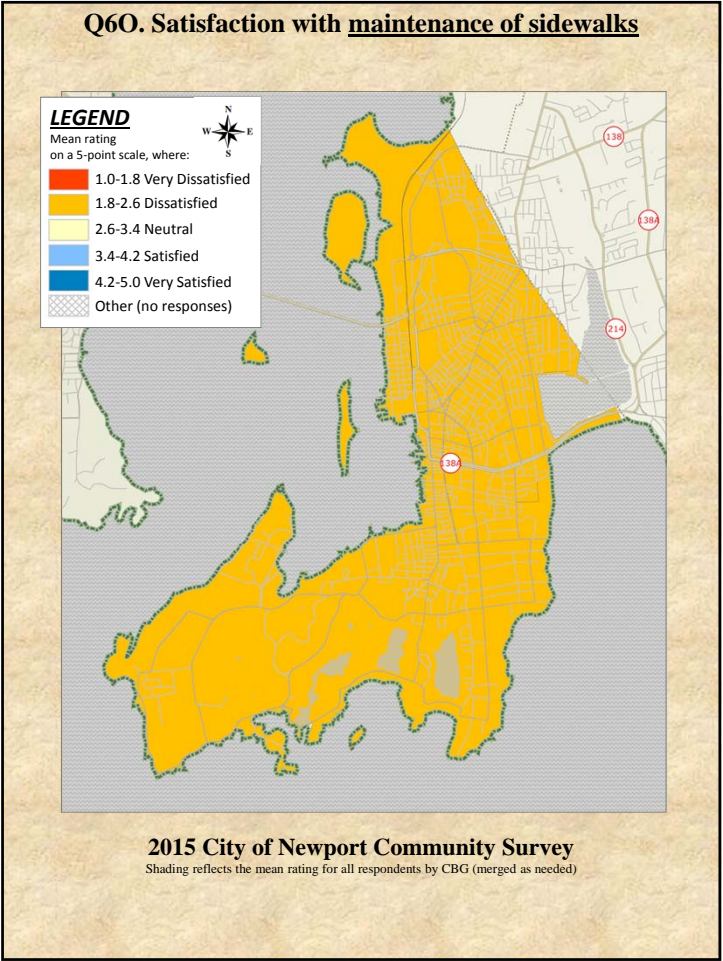 Q6O. Satisfaction with maintenance of sidewalks
LEGEND
Mean rating
on a 5-point scale, where:
N
W E
S
1.0-1.8 Very Dissatisfied
1.8-2.6 Dissatisfied
2.6-3.4 Neutral
3.4-4.2 Satisfied
4.2-5.0 Very Satisfied
Other (no responses)
138
138A
214
138A
2015 City of Newport Community Survey
Shading reflects the mean rating for all respondents by CBG (merged as needed)